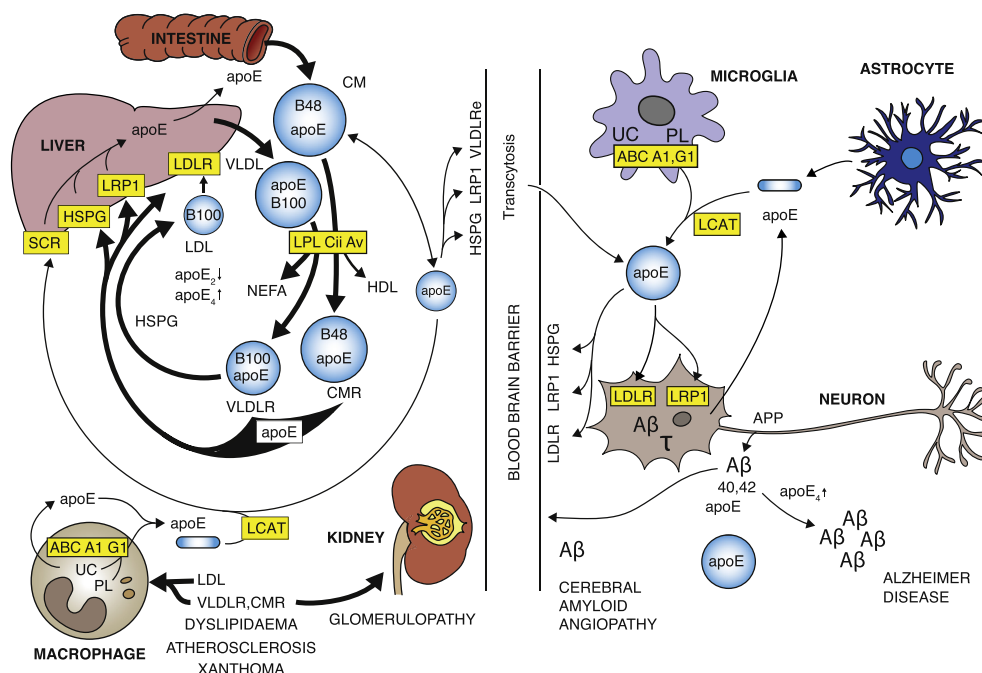 INTESTINE
apoE
CM
B48
apoE
LIVER
apoE
LDLR
VLDL
LRP1
apoE
B100
HSPG
B100
SCR
LDL
LPL Cii Av
apoE₂↓
apoE₄↑
NEFA
HDL
apoE
HSPG
B48
apoE
B100
apoE
CMR
VLDLR
apoE
HSPG LRP1 VLDLRe
Transcytosis
BLOOD BRAIN BARRIER
apoE
apoE
LCAT
ABC A1 G1
UC
PL
MACROPHAGE
LDL
VLDLR,CMR
DYSLIPIDAEMA
ATHEROSCLEROSIS
XANTHOMA
KIDNEY
GLOMERULOPATHY
MICROGLIA
ASTROCYTE
UC PL
ABC A1,G1
LCAT
apoE
apoE
LDLR LRP1 HSPG
LDLR
LRP1
Aβ
τ
NEURON
APP
Aβ
40,42
apoE
apoE₄↑
Aβ
Aβ Aβ
Aβ
Aβ
apoE
CEREBRAL
AMYLOID
ANGIOPATHY
ALZHEIMER
DISEASE